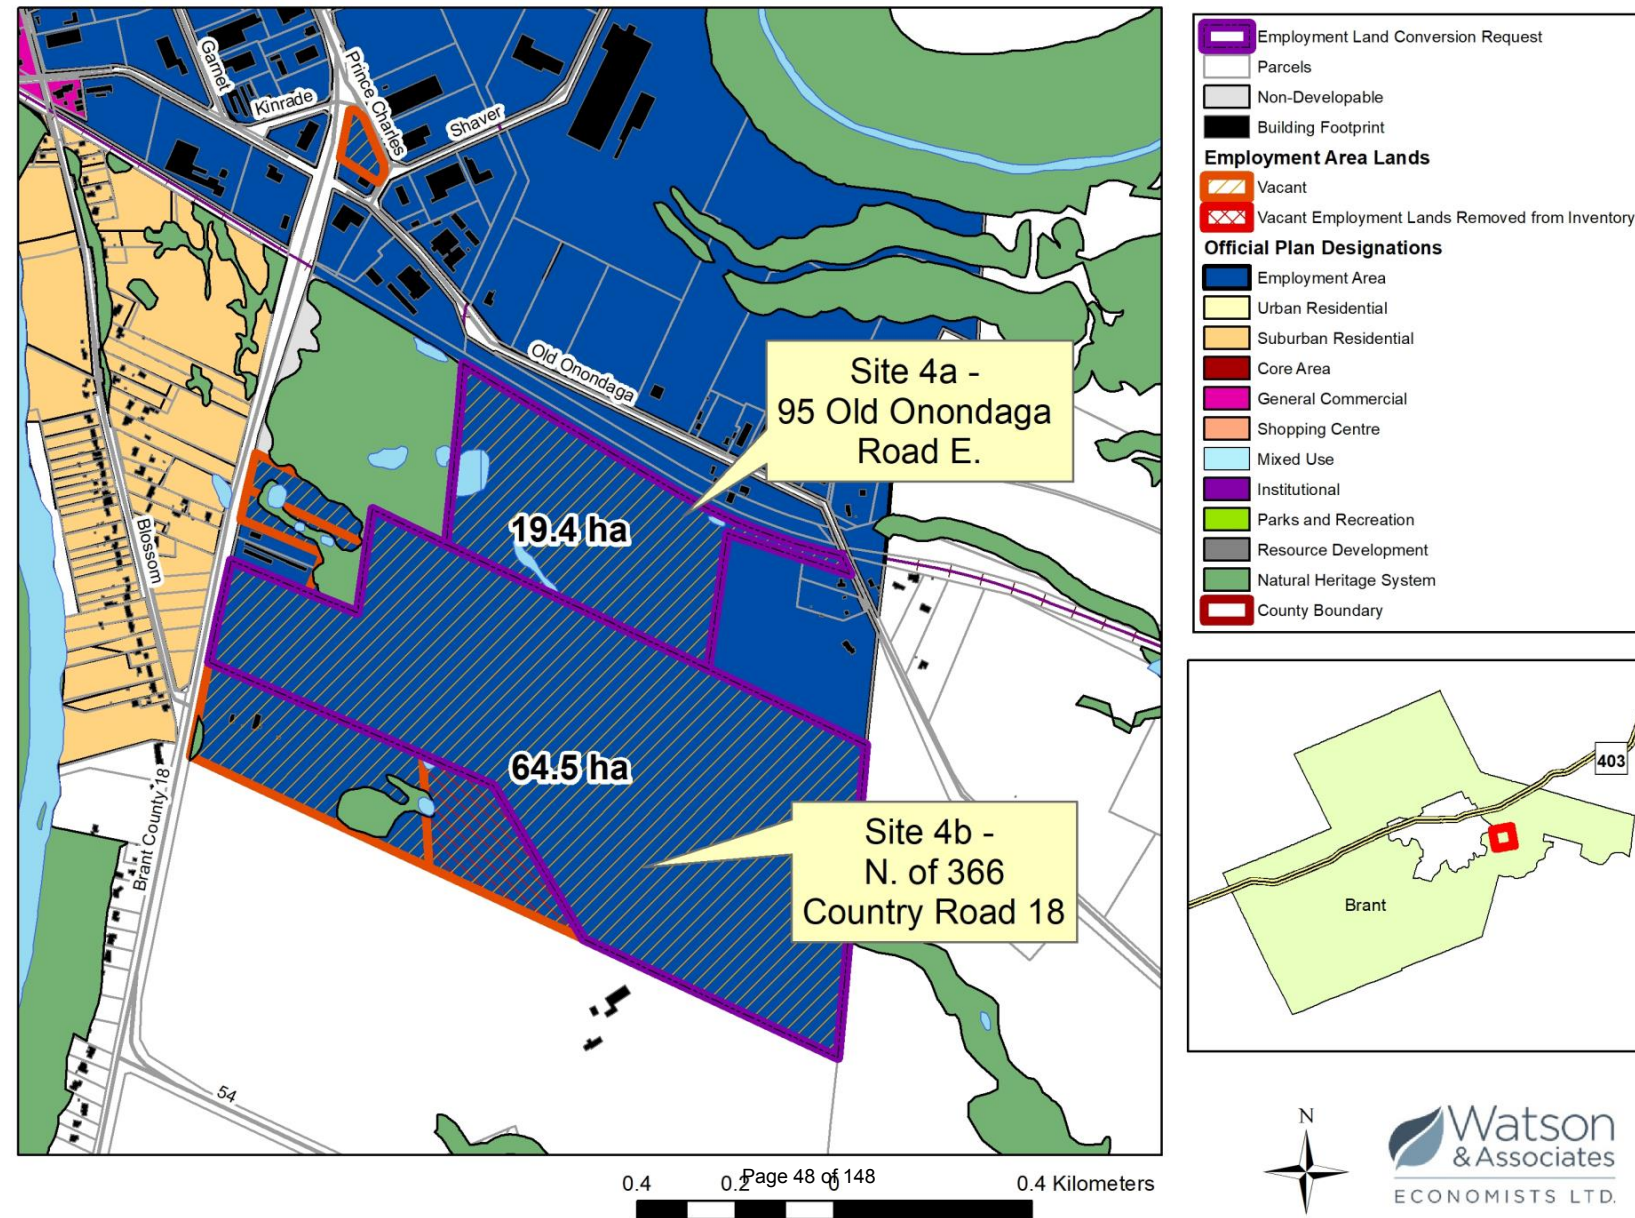 Garnet
Kinrade
Prince Charles
Shaver
Old Onondaga
Blossom
Brant County 18
54
Site 4a -
95 Old Onondaga
Road E.
19.4 ha
64.5 ha
Site 4b -
N. of 366
Country Road 18
Employment Land Conversion Request
Parcels
Non-Developable
Building Footprint
Employment Area Lands
Vacant
Vacant Employment Lands Removed from Inventory
Official Plan Designations
Employment Area
Urban Residential
Suburban Residential
Core Area
General Commercial
Shopping Centre
Mixed Use
Institutional
Parks and Recreation
Resource Development
Natural Heritage System
County Boundary
403
Brant
N
Watson
& Associates
ECONOMISTS LTD.
0.4 0.2 0 0.4 Kilometers
Page 48 of 148